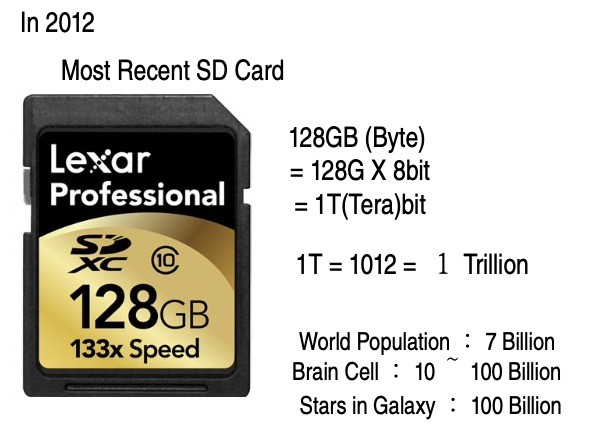 In 2012
Most Recent SD Card
Lexar
Professional
SD
XC
10
128GB
133x Speed
128GB (Byte)
= 128G X 8bit
= 1T(Tera)bit
1T = 1012 = 1 Trillion
World Population : 7 Billion
Brain Cell : 10 ~ 100 Billion
Stars in Galaxy : 100 Billion